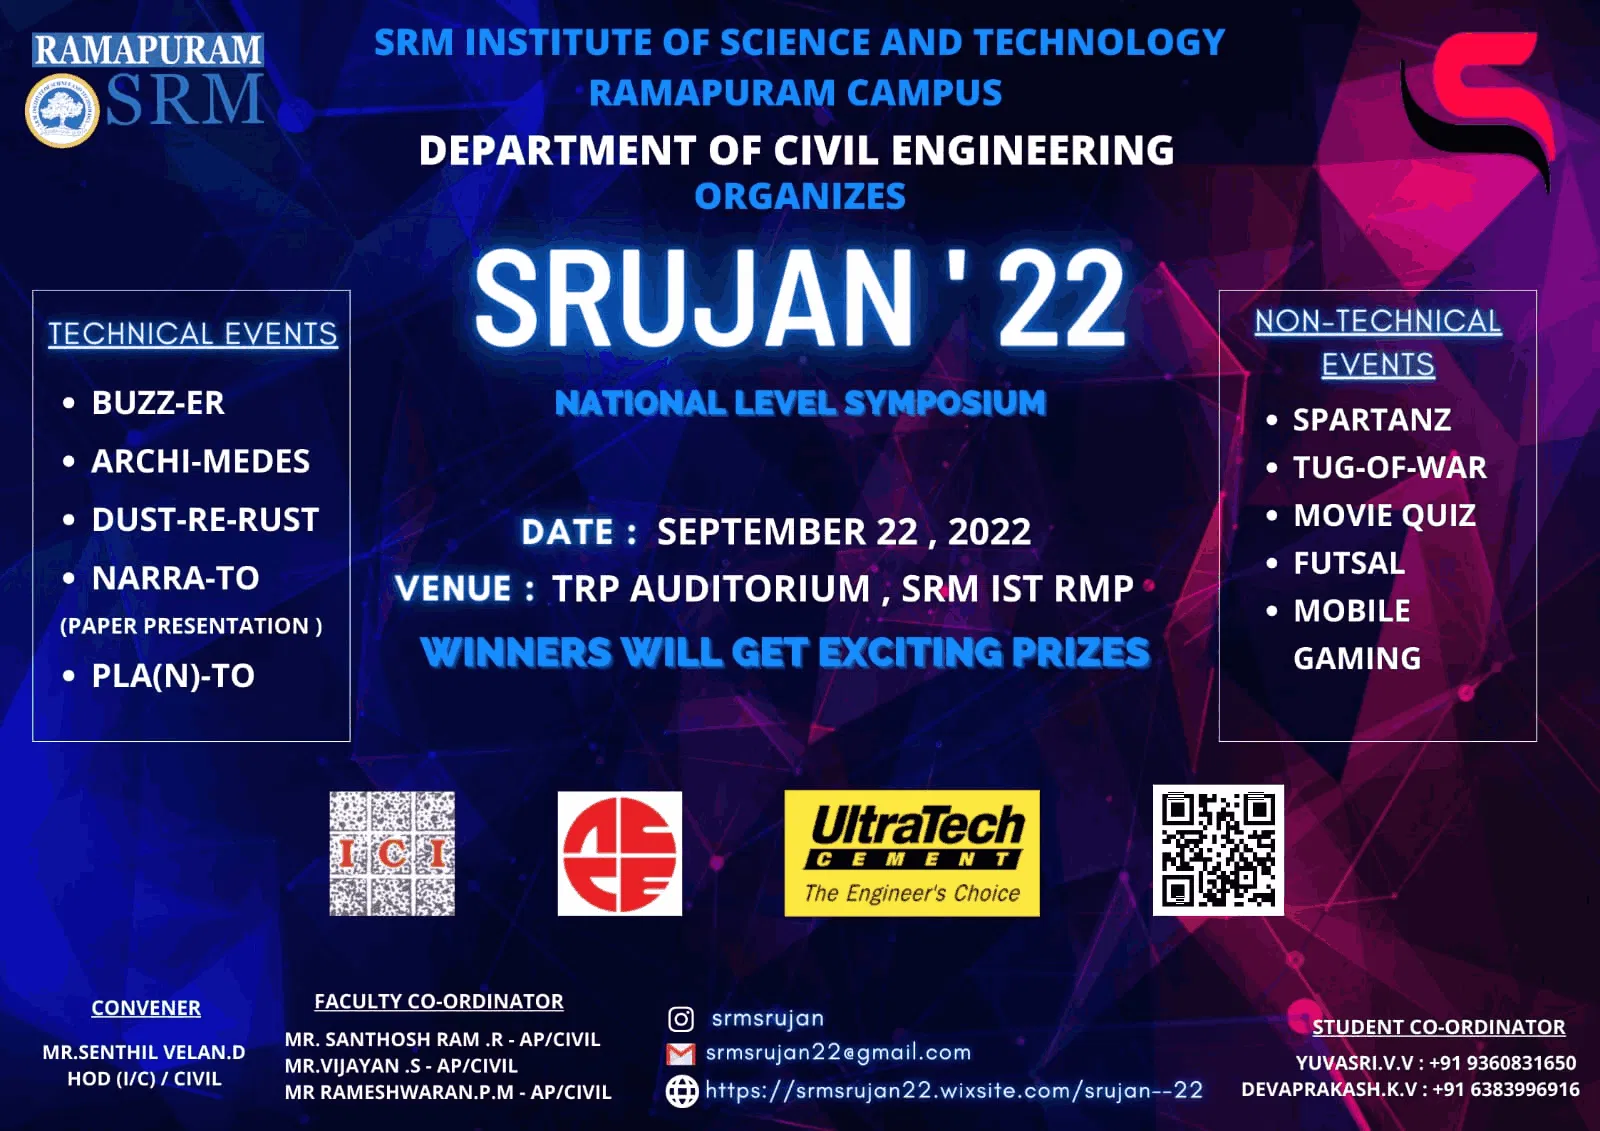 RAMAPURAM
SRM
SRM INSTITUTE OF SCIENCE AND TECHNOLOGY
RAMAPURAM CAMPUS
DEPARTMENT OF CIVIL ENGINEERING
ORGANIZES
SRUJAN ' 22
NATIONAL LEVEL SYMPOSIUM
TECHNICAL EVENTS
• BUZZ-ER
• ARCHI-MEDES
• DUST-RE-RUST
• NARRA-TO
(PAPER PRESENTATION )
• PLA(N)-TO
DATE : SEPTEMBER 22 , 2022
VENUE : TRP AUDITORIUM , SRM IST RMP
WINNERS WILL GET EXCITING PRIZES
NON-TECHNICAL
EVENTS
• SPARTANZ
• TUG-OF-WAR
• MOVIE QUIZ
• FUTSAL
• MOBILE
GAMING
I C I
ASCE
UltraTech
CEMENT
The Engineer's Choice
CONVENER
MR.SENTHIL VELAN.D
HOD (I/C) / CIVIL
FACULTY CO-ORDINATOR
MR. SANTHOSH RAM .R - AP/CIVIL
MR.VIJAYAN .S - AP/CIVIL
MR RAMESHWARAN.P.M - AP/CIVIL
srmsrujan
srmsrujan22@gmail.com
https://srmsrujan22.wixsite.com/srujan--22
STUDENT CO-ORDINATOR
YUVASRI.V.V : +91 9360831650
DEVAPRAKASH.K.V : +91 6383996916